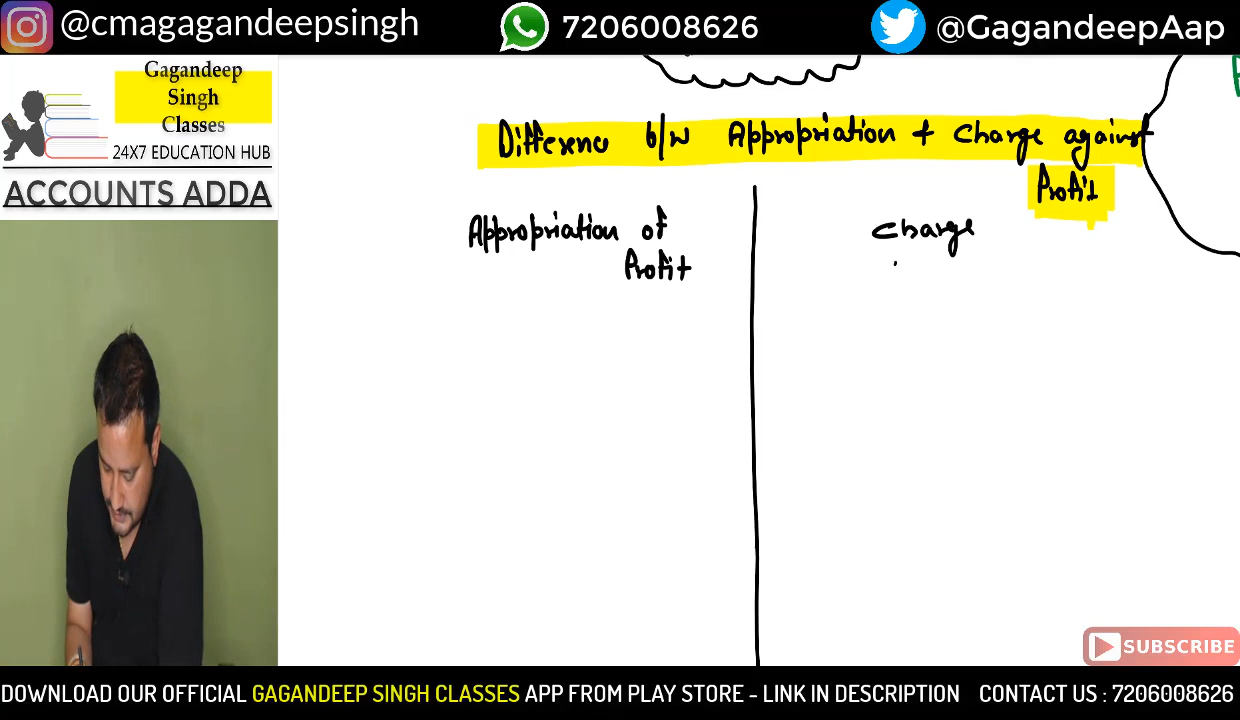 @cmagagandeepsingh 7206008626 @GagandeepAap
Gagandeep
Singh
Classes
24X7 EDUCATION HUB
ACCOUNTS ADDA
Difference b/w Appropriation + Charge against
Profit
Appropriation of
Profit
Charge
SUBSCRIBE
DOWNLOAD OUR OFFICIAL GAGANDEEP SINGH CLASSES APP FROM PLAY STORE - LINK IN DESCRIPTION CONTACT US : 7206008626